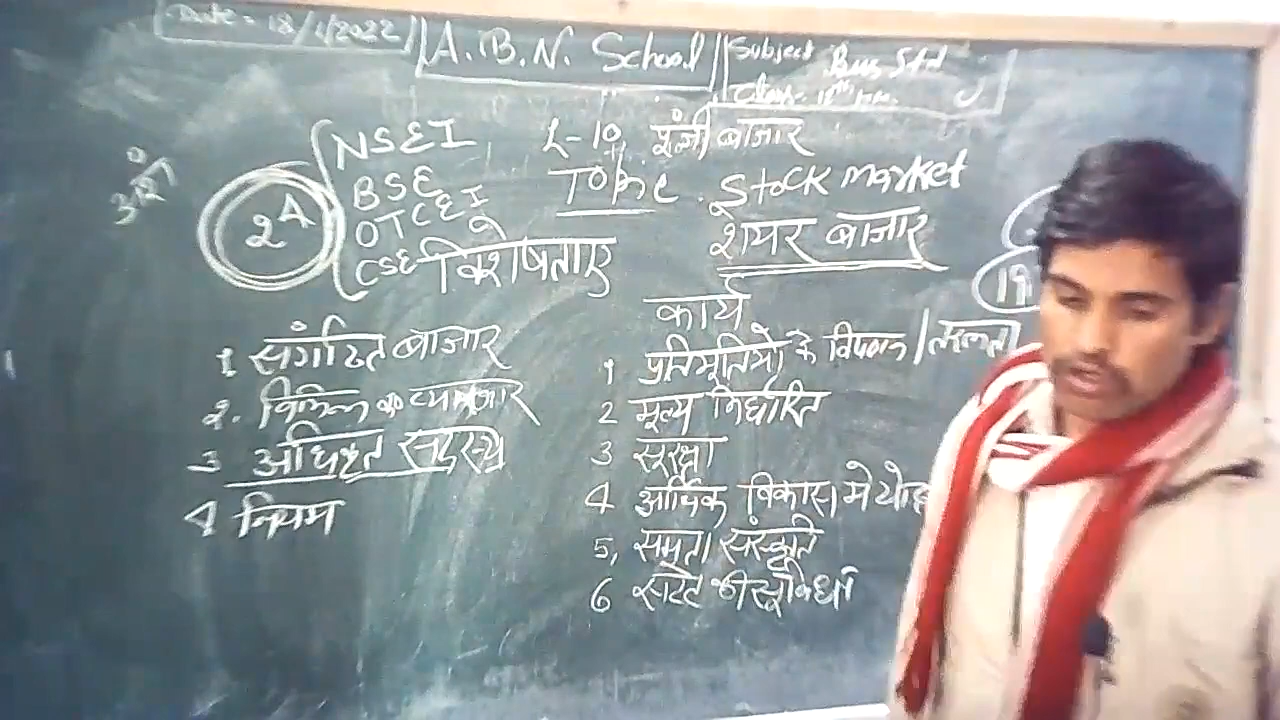 Date = 18/1/2022
A.B.N. School
Subject Bus Std
Class - 12th
L-10 पूंजी बाजार
Topic . Stock market
शेयर बाजार
2A
NSEI
BSE
OTCEI
CSE
विशेषताए
1 संगठित बाजार
2.
3 अधिकृत सदस्य
4 नियम
कार्य
1 प्रतिभूतियो के विपणन /
2 मूल्य निर्धारित
3 सुरक्षा
4 आर्थिक विकास मे
5, समता संस्कृति
6 सट्टे की सुविधा